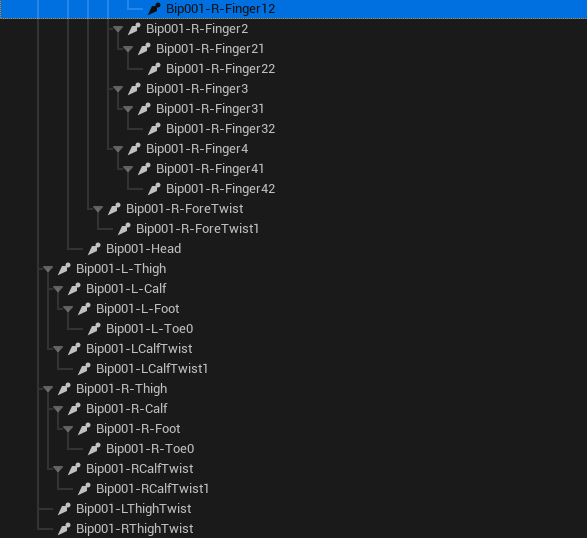 Bip001-R-Finger12
Bip001-R-Finger2
Bip001-R-Finger21
Bip001-R-Finger22
Bip001-R-Finger3
Bip001-R-Finger31
Bip001-R-Finger32
Bip001-R-Finger4
Bip001-R-Finger41
Bip001-R-Finger42
Bip001-R-ForeTwist
Bip001-R-ForeTwist1
Bip001-Head
Bip001-L-Thigh
Bip001-L-Calf
Bip001-L-Foot
Bip001-L-Toe0
Bip001-LCalfTwist
Bip001-LCalfTwist1
Bip001-R-Thigh
Bip001-R-Calf
Bip001-R-Foot
Bip001-R-Toe0
Bip001-RCalfTwist
Bip001-RCalfTwist1
Bip001-LThighTwist
Bip001-RThighTwist